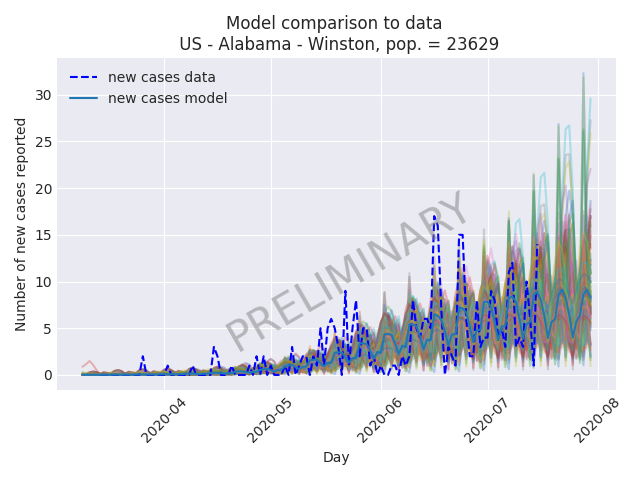 Model comparison to data
US - Alabama - Winston, pop. = 23629
new cases data
new cases model
Number of new cases reported
30
25
20
15
10
5
0
PRELIMINARY
2020-04
2020-05
2020-06
2020-07
2020-08
Day